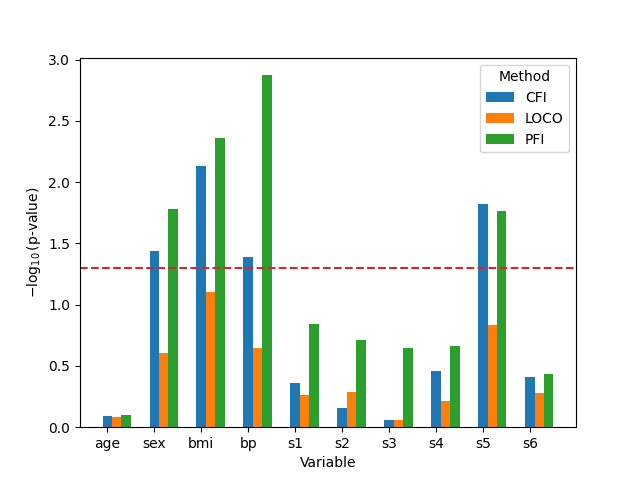 3.0
2.5
2.0
1.5
1.0
0.5
0.0
−log₁₀(p-value)
Method
CFI
LOCO
PFI
age sex bmi bp s1 s2 s3 s4 s5 s6
Variable